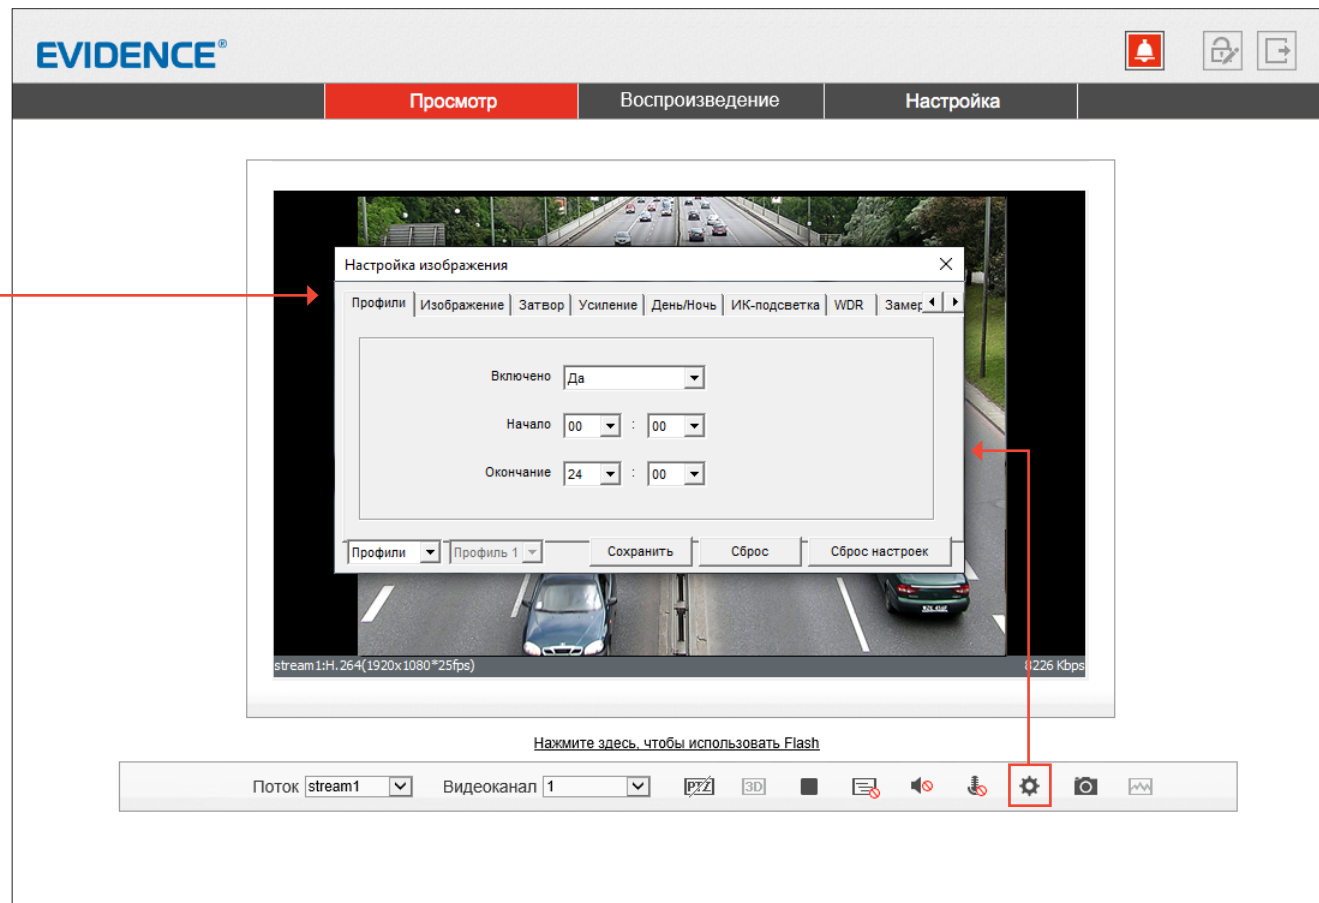 EVIDENCE®
Просмотр Воспроизведение Настройка
Настройка изображения
Профили Изображение Затвор Усиление День/Ночь ИК-подсветка WDR Замер
Включено Да
Начало 00 : 00
Окончание 24 : 00
Профили Профиль 1 Сохранить Сброс Сброс настроек
stream1:H.264(1920x1080*25fps) 8226 Kbps
Нажмите здесь, чтобы использовать Flash
Поток stream1 Видеоканал 1 PTZ 3D